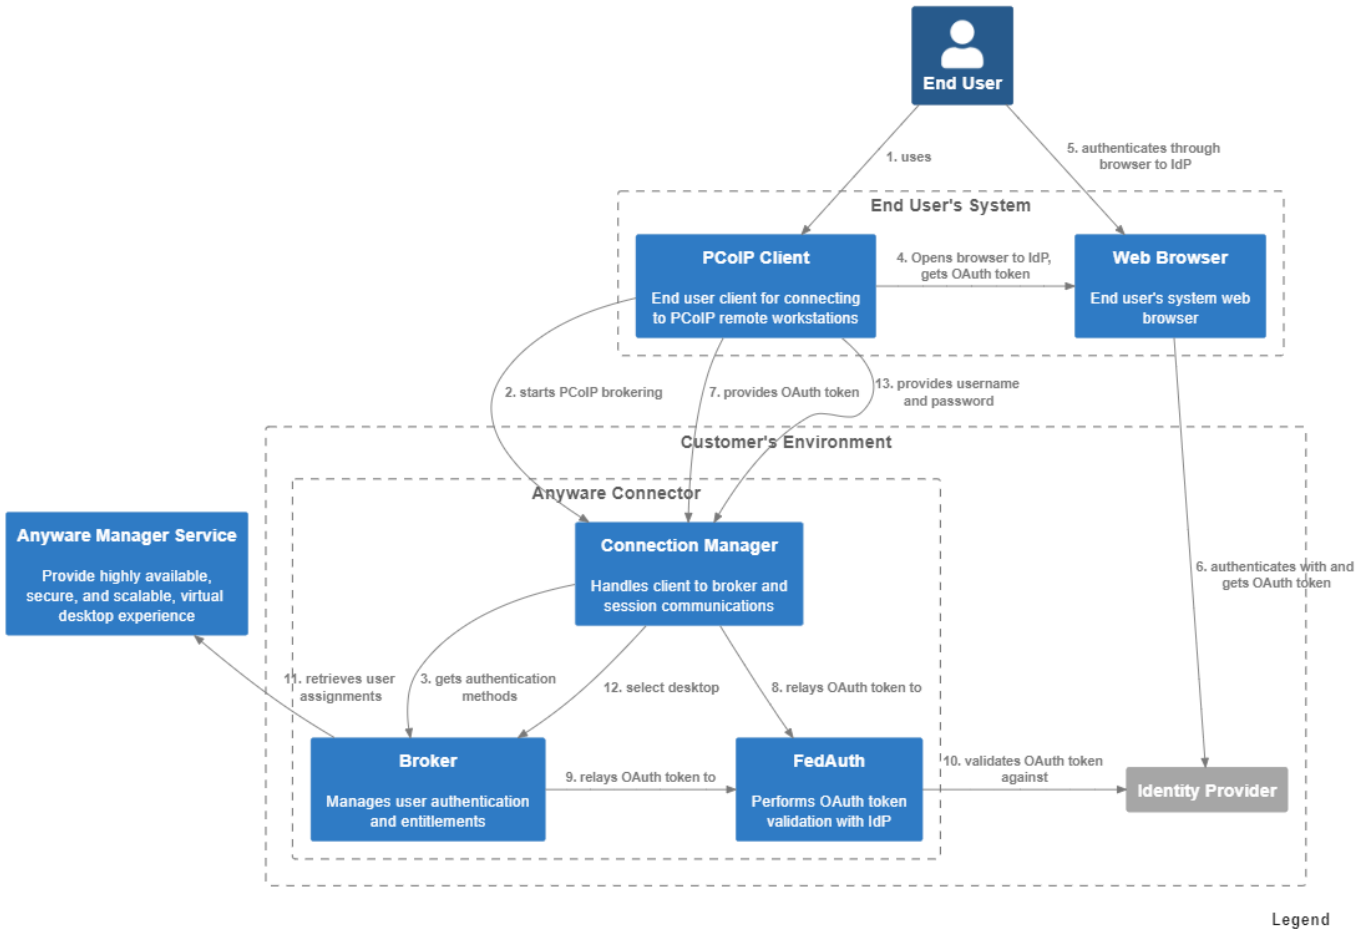 End User
1. uses
5. authenticates through
browser to IdP
End User's System
PCoIP Client
End user client for connecting
to PCoIP remote workstations
4. Opens browser to IdP,
gets OAuth token
Web Browser
End user's system web
browser
2. starts PCoIP brokering
7. provides OAuth token
13. provides username
and password
Customer's Environment
Anyware Connector
Anyware Manager Service
Provide highly available,
secure, and scalable, virtual
desktop experience
Connection Manager
Handles client to broker and
session communications
6. authenticates with and
gets OAuth token
11. retrieves user
assignments
3. gets authentication
methods
12. select desktop
8. relays OAuth token to
Broker
Manages user authentication
and entitlements
9. relays OAuth token to
FedAuth
Performs OAuth token
validation with IdP
10. validates OAuth token
against
Identity Provider
Legend